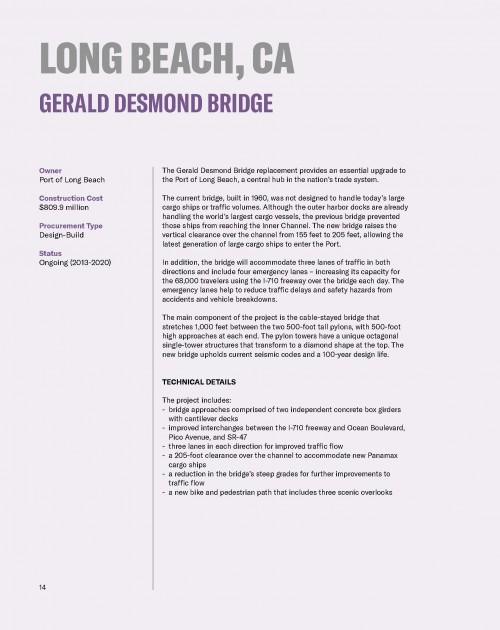 LONG BEACH, CA
GERALD DESMOND BRIDGE
Owner
Port of Long Beach
Construction Cost
$809.9 million
Procurement Type
Design-Build
Status
Ongoing (2013-2020)
The Gerald Desmond Bridge replacement provides an essential upgrade to
the Port of Long Beach, a central hub in the nation's trade system.
The current bridge, built in 1960, was not designed to handle today's large
cargo ships or traffic volumes. Although the outer harbor docks are already
handling the world's largest cargo vessels, the previous bridge prevented
those ships from reaching the Inner Channel. The new bridge raises the
vertical clearance over the channel from 155 feet to 205 feet, allowing the
latest generation of large cargo ships to enter the Port.
In addition, the bridge will accommodate three lanes of traffic in both
directions and include four emergency lanes – increasing its capacity for
the 68,000 travelers using the I-710 freeway over the bridge each day. The
emergency lanes help to reduce traffic delays and safety hazards from
accidents and vehicle breakdowns.
The main component of the project is the cable-stayed bridge that
stretches 1,000 feet between the two 500-foot tall pylons, with 500-foot
high approaches at each end. The pylon towers have a unique octagonal
single-tower structures that transform to a diamond shape at the top. The
new bridge upholds current seismic codes and a 100-year design life.
TECHNICAL DETAILS
The project includes:
- bridge approaches comprised of two independent concrete box girders
with cantilever decks
- improved interchanges between the I-710 freeway and Ocean Boulevard,
Pico Avenue, and SR-47
- three lanes in each direction for improved traffic flow
- a 205-foot clearance over the channel to accommodate new Panamax
cargo ships
- a reduction in the bridge's steep grades for further improvements to
traffic flow
- a new bike and pedestrian path that includes three scenic overlooks
14